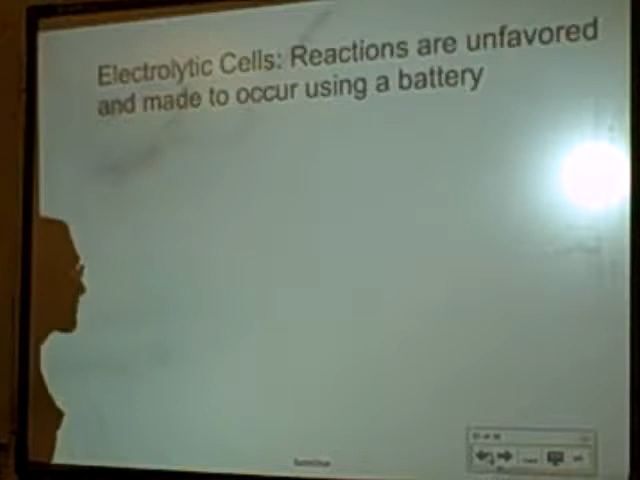 Electrolytic Cells: Reactions are unfavored
and made to occur using a battery